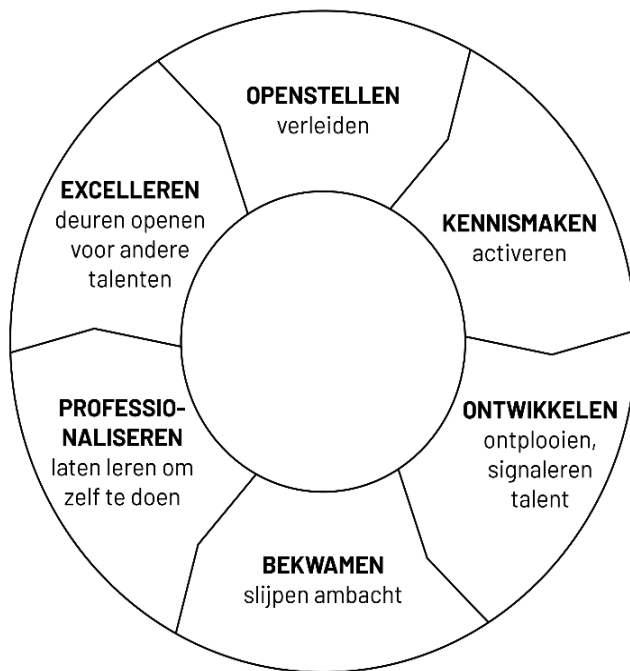 OPENSTELLEN
verleiden
KENNISMAKEN
activeren
ONTWIKKELEN
ontplooien,
signaleren
talent
BEKWAMEN
slijpen ambacht
PROFESSIO-
NALISEREN
laten leren om
zelf te doen
EXCELLEREN
deuren openen
voor andere
talenten